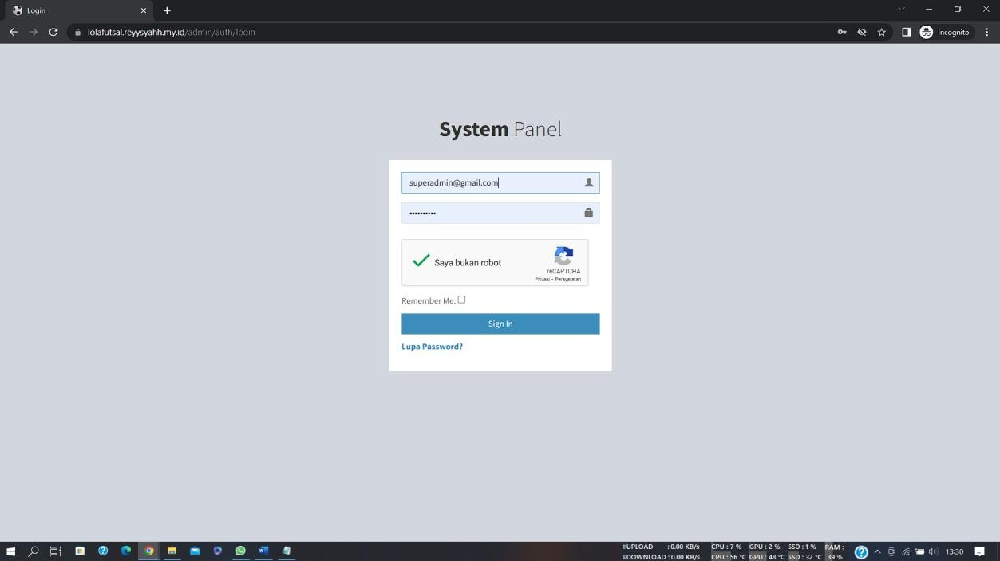 Login
lolafutsal.reyysyahh.my.id/admin/auth/login
Incognito
System Panel
superadmin@gmail.com
••••••••••
Saya bukan robot
reCAPTCHA
Privasi - Persyaratan
Remember Me:
Sign In
Lupa Password?
UPLOAD : 0.00 KB/s CPU : 7 % GPU : 2 % SSD : 1 % RAM :
DOWNLOAD : 0.00 KB/s CPU : 56 °C GPU : 48 °C SSD : 32 °C 39 %
13:30